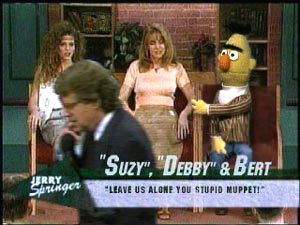 "SUZY", "DEBBY" & BERT
JERRY
Springer
"LEAVE US ALONE YOU STUPID MUPPET!"